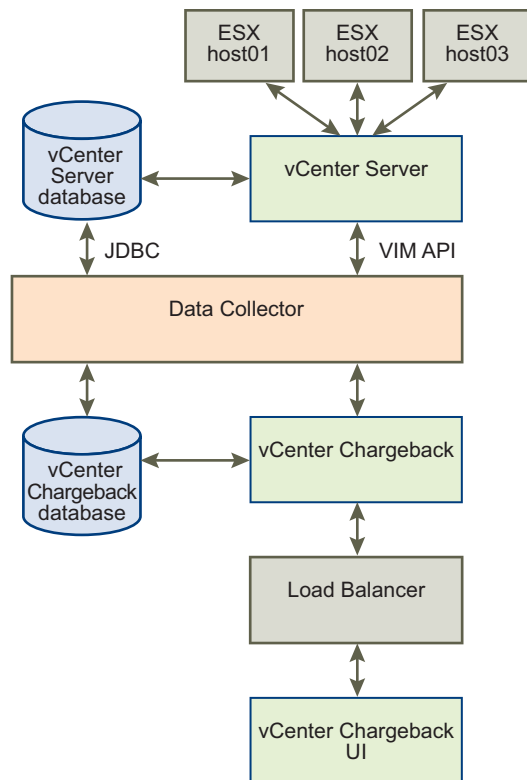 ESX
host01
ESX
host02
ESX
host03
vCenter
Server
database
vCenter Server
JDBC
VIM API
Data Collector
vCenter
Chargeback
database
vCenter Chargeback
Load Balancer
vCenter Chargeback
UI